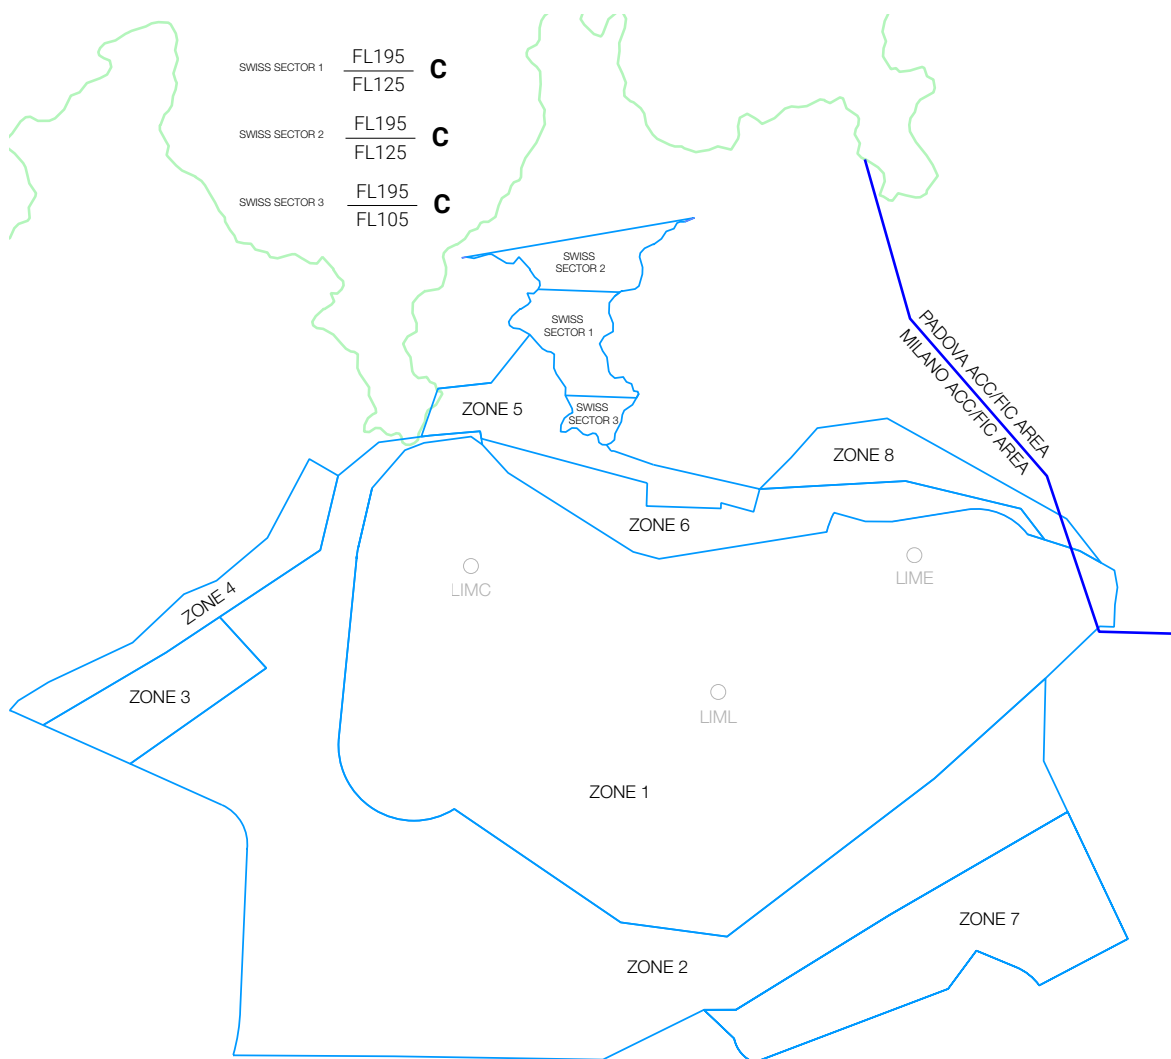 SWISS SECTOR 1 FL195 C
FL125
SWISS SECTOR 2 FL195 C
FL125
SWISS SECTOR 3 FL195 C
FL105
SWISS
SECTOR 2
SWISS
SECTOR 1
PADOVA ACC/FIC AREA
MILANO ACC/FIC AREA
ZONE 5
SWISS
SECTOR 3
ZONE 8
ZONE 6
LIMC
LIME
ZONE 4
ZONE 3
LIML
ZONE 1
ZONE 7
ZONE 2